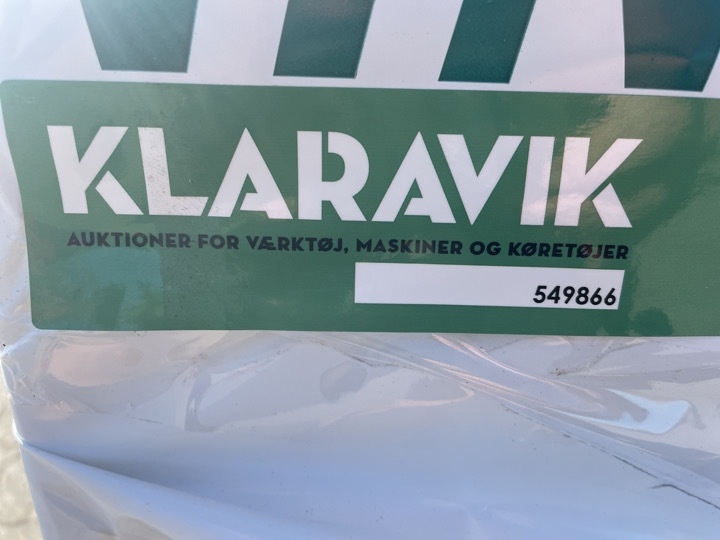 KLARAVIK
AUKTIONER FOR VÆRKTØJ, MASKINER OG KØRETØJER
549866